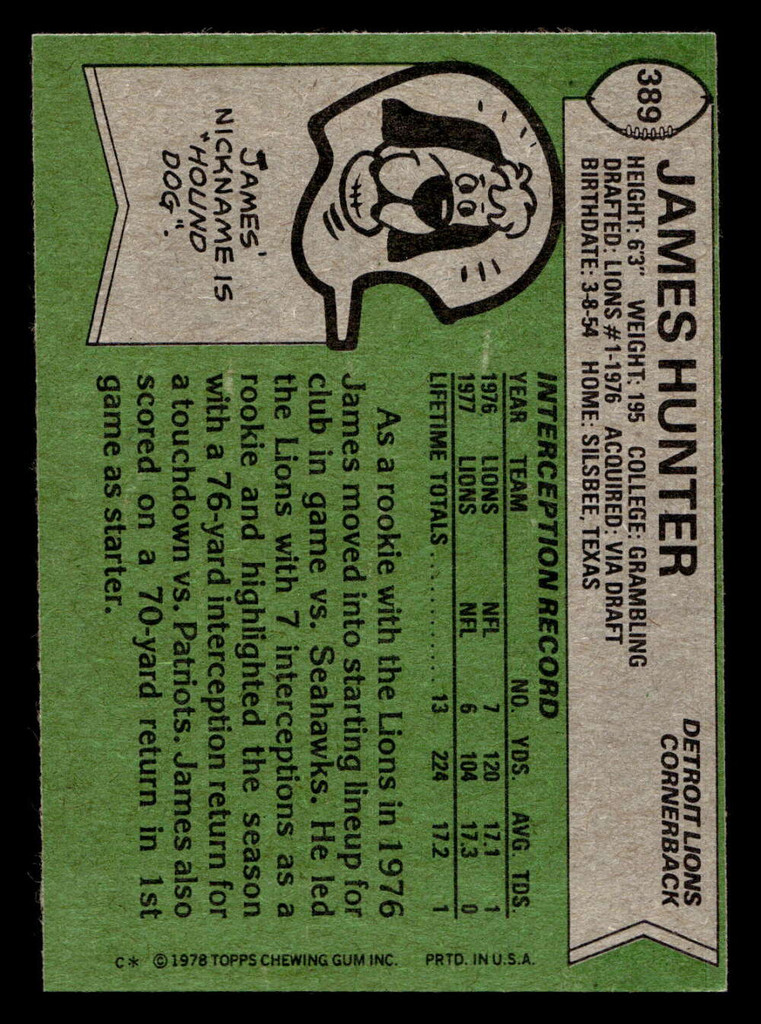 389
JAMES HUNTER
DETROIT LIONS
CORNERBACK
HEIGHT: 6'3" WEIGHT: 195 COLLEGE: GRAMBLING
DRAFTED: LIONS #1-1976 ACQUIRED: VIA DRAFT
BIRTHDATE: 3-8-54 HOME: SILSBEE, TEXAS
JAMES'
NICKNAME IS
"HOUND
DOG".
INTERCEPTION RECORD
YEAR TEAM NO. YDS. AVG. TDS.
1976 LIONS NFL 7 120 17.1 1
1977 LIONS NFL 6 104 17.3 0
LIFETIME TOTALS .......... 13 224 17.2 1
As a rookie with the Lions in 1976
James moved into starting lineup for
club in game vs. Seahawks. He led
the Lions with 7 interceptions as a
rookie and highlighted the season
with a 76-yard interception return for
a touchdown vs. Patriots. James also
scored on a 70-yard return in 1st
game as starter.
C* © 1978 TOPPS CHEWING GUM INC. PRTD. IN U.S.A.